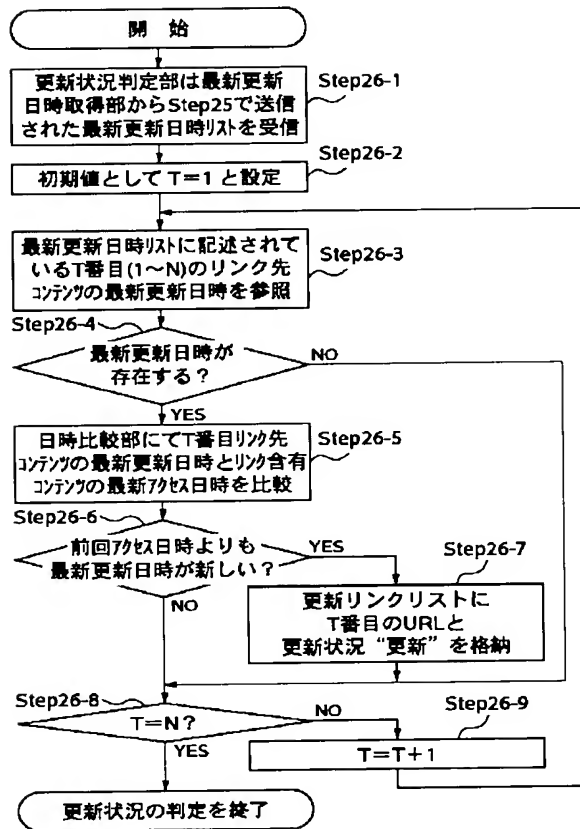 開 始
更新状況判定部は最新更新
日時取得部からStep25で送信
された最新更新日時リストを受信
Step26-1
初期値として T=1 と設定
Step26-2
最新更新日時リストに記述されて
いるT番目(1~N)のリンク先
コンテンツの最新更新日時を参照
Step26-3
Step26-4
最新更新日時が
存在する?
NO
YES
日時比較部にてT番目リンク先
コンテンツの最新更新日時とリンク含有
コンテンツの最新アクセス日時を比較
Step26-5
Step26-6
前回アクセス日時よりも
最新更新日時が新しい?
YES
NO
Step26-7
更新リンクリストに
T番目のURLと
更新状況“更新”を格納
Step26-8
T=N?
NO
YES
Step26-9
T=T+1
更新状況の判定を終了